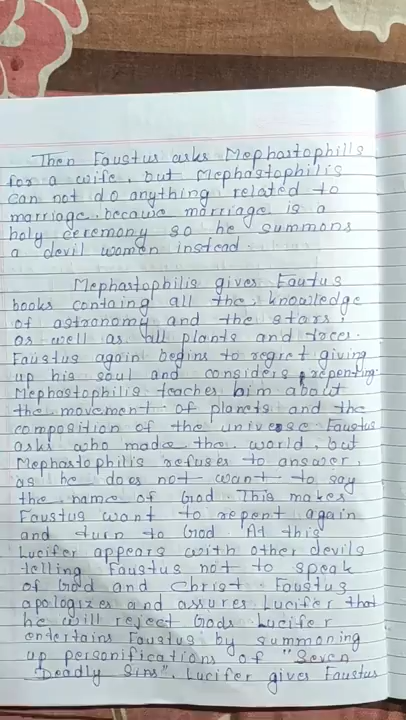 Then Faustus asks Mephastophills
for a wife, but Mephastophilis
can not do anything related to
marriage, because marriage is a
holy ceremony so he summons
a devil women instead.
Mephastophilis gives Fautus
books containg all the knowledge
of astronomy and the stars,
as well as all plants and trees.
Faustus again begins to regret giving
up his soul and considers repenting.
Mephastophilis teaches him about
the movement of planets and the
composition of the universe. Faustus
asks who made the world, but
Mephastophilis refuses to answer,
as he does not want to say
the name of God. This makes
Faustus want to repent again
and turn to God. At this
Lucifer appears with other devils
telling Faustus not to speak
of God and Christ. Faustus
apologizes and assures Lucifer that
he will reject Gods. Lucifer
entertains Faustus by summoning
up personifications of "Seven
Deadly Sins". Lucifer gives Faustus